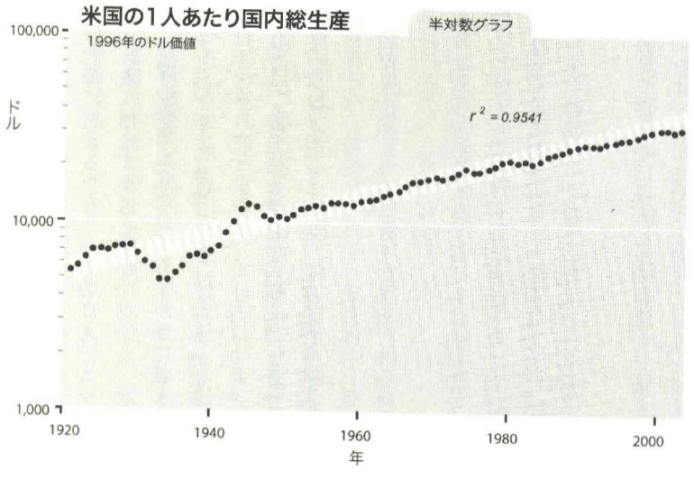 米国の1人あたり国内総生産
1996年のドル価値
半対数グラフ
100,000
ドル
r² = 0.9541
10,000
1,000
1920
1940
1960
1980
2000
年